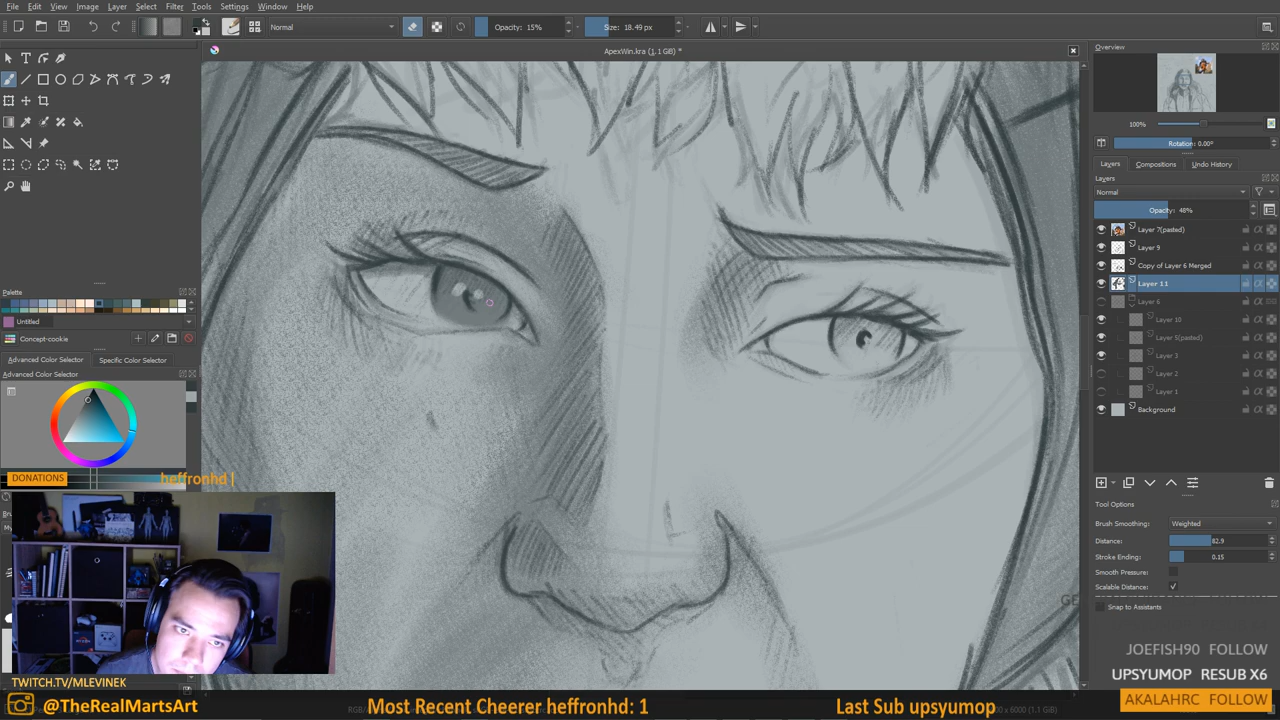 File Edit View Image Layer Select Filter Tools Settings Window Help
Normal
Opacity: 15%
Size: 18.49 px
ApexWin.kra (1.1 GiB) *
Overview
100%
Rotation: 0.00°
Layers Compositions Undo History
Layers
Normal
Opacity: 48%
Layer 7(pasted)
Layer 9
Copy of Layer 6 Merged
Layer 11
Layer 6
Layer 10
Layer 5(pasted)
Layer 3
Layer 2
Layer 1
Background
Palette
Untitled
Concept-cookie
Advanced Color Selector Specific Color Selector
Advanced Color Selector
DONATIONS heffronhd |
Tool Options
Brush Smoothing: Weighted
Distance: 82.9
Stroke Ending: 0.15
Smooth Pressure:
Scalable Distance:
Snap to Assistants
JOEFISH90 FOLLOW
UPSYUMOP RESUB X6
AKALAHRC FOLLOW
TWITCH.TV/MLEVINEK
@TheRealMartsArt
Most Recent Cheerer heffronhd: 1
Last Sub upsyumop